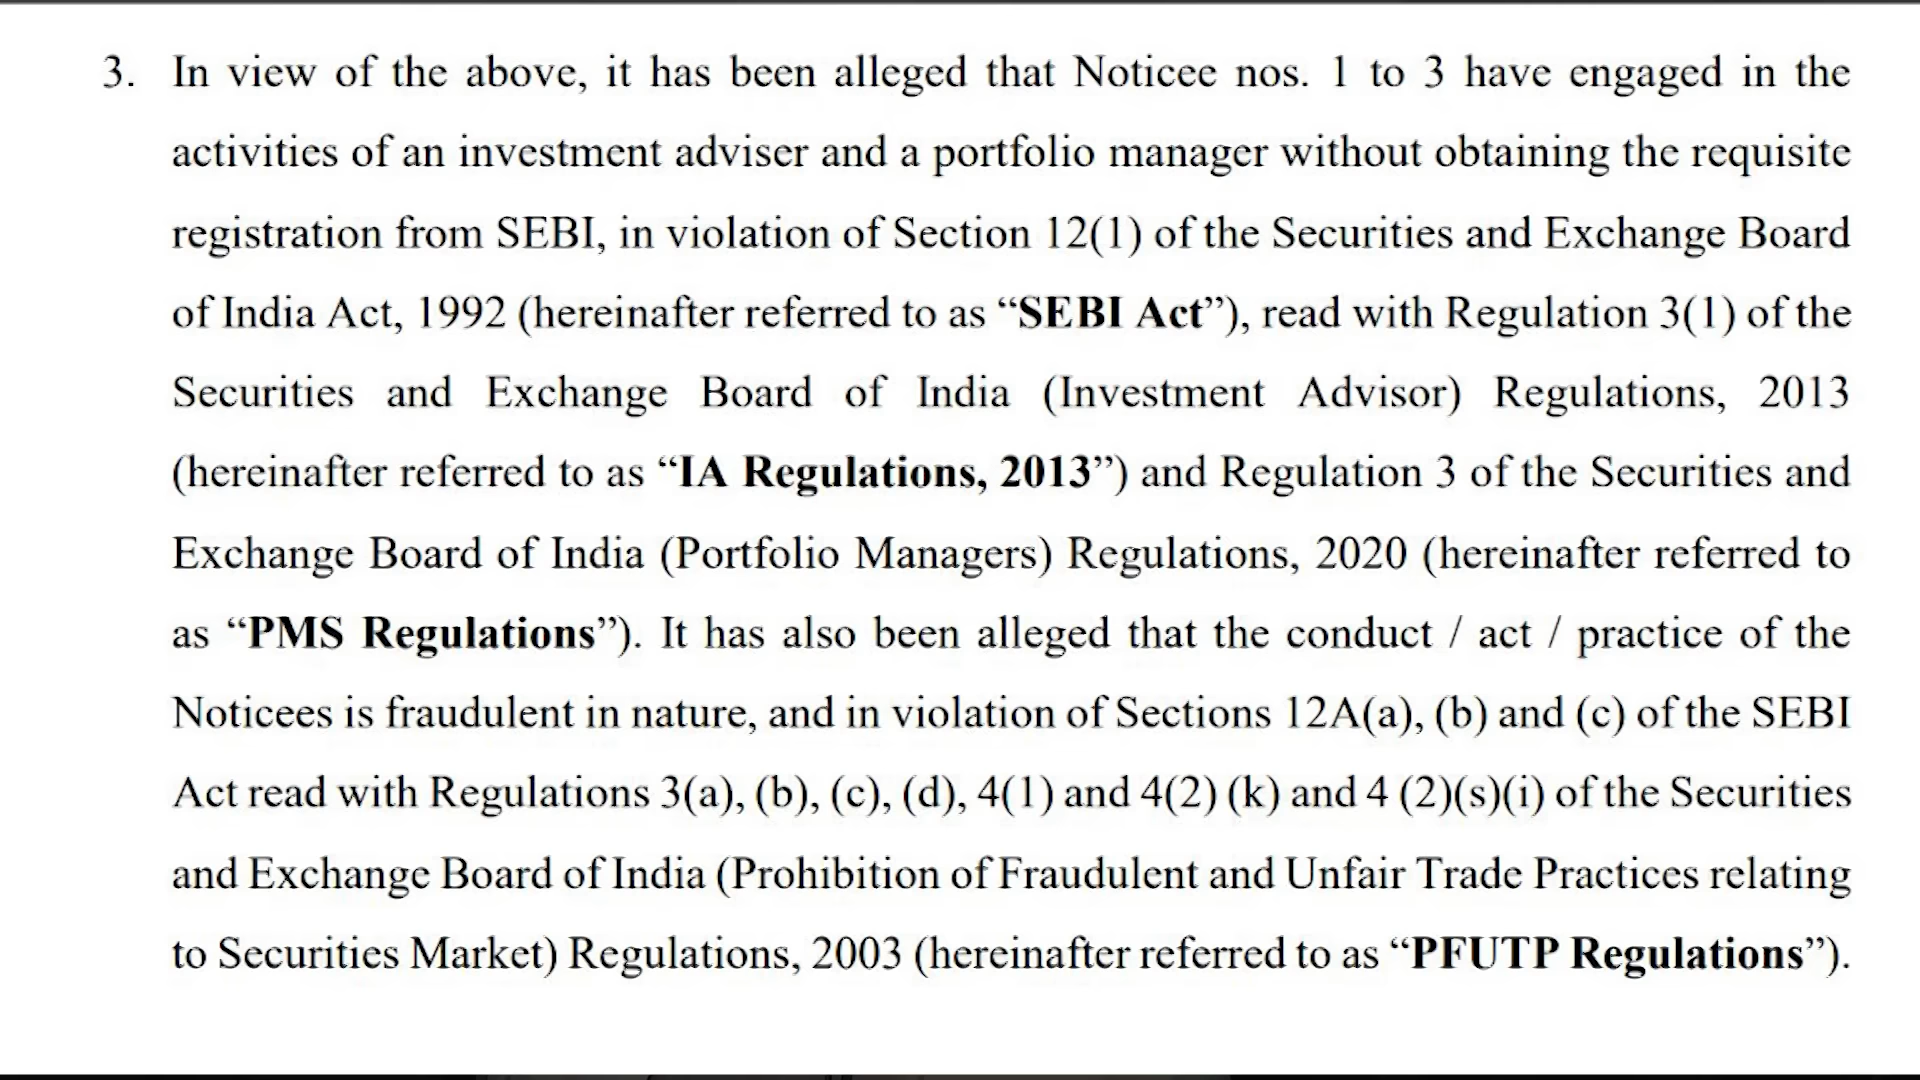 3. In view of the above, it has been alleged that Noticee nos. 1 to 3 have engaged in the
activities of an investment adviser and a portfolio manager without obtaining the requisite
registration from SEBI, in violation of Section 12(1) of the Securities and Exchange Board
of India Act, 1992 (hereinafter referred to as “SEBI Act”), read with Regulation 3(1) of the
Securities and Exchange Board of India (Investment Advisor) Regulations, 2013
(hereinafter referred to as “IA Regulations, 2013”) and Regulation 3 of the Securities and
Exchange Board of India (Portfolio Managers) Regulations, 2020 (hereinafter referred to
as “PMS Regulations”). It has also been alleged that the conduct / act / practice of the
Noticees is fraudulent in nature, and in violation of Sections 12A(a), (b) and (c) of the SEBI
Act read with Regulations 3(a), (b), (c), (d), 4(1) and 4(2) (k) and 4 (2)(s)(i) of the Securities
and Exchange Board of India (Prohibition of Fraudulent and Unfair Trade Practices relating
to Securities Market) Regulations, 2003 (hereinafter referred to as “PFUTP Regulations”).